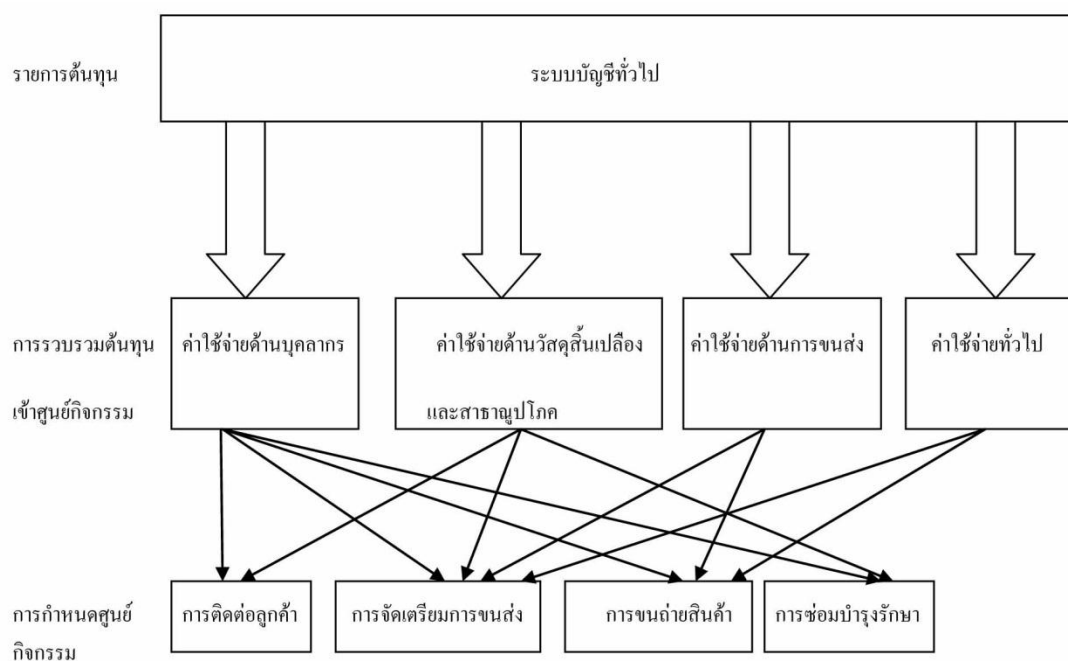 รายการต้นทุน
ระบบบัญชีทั่วไป
การรวบรวมต้นทุน
เข้าศูนย์กิจกรรม
ค่าใช้จ่ายด้านบุคลากร
ค่าใช้จ่ายด้านวัสดุสิ้นเปลือง
และสาธาณูปโภค
ค่าใช้จ่ายด้านการขนส่ง
ค่าใช้จ่ายทั่วไป
การกำหนดศูนย์
กิจกรรม
การติดต่อลูกค้า
การจัดเตรียมการขนส่ง
การขนถ่ายสินค้า
การซ่อมบำรุงรักษา